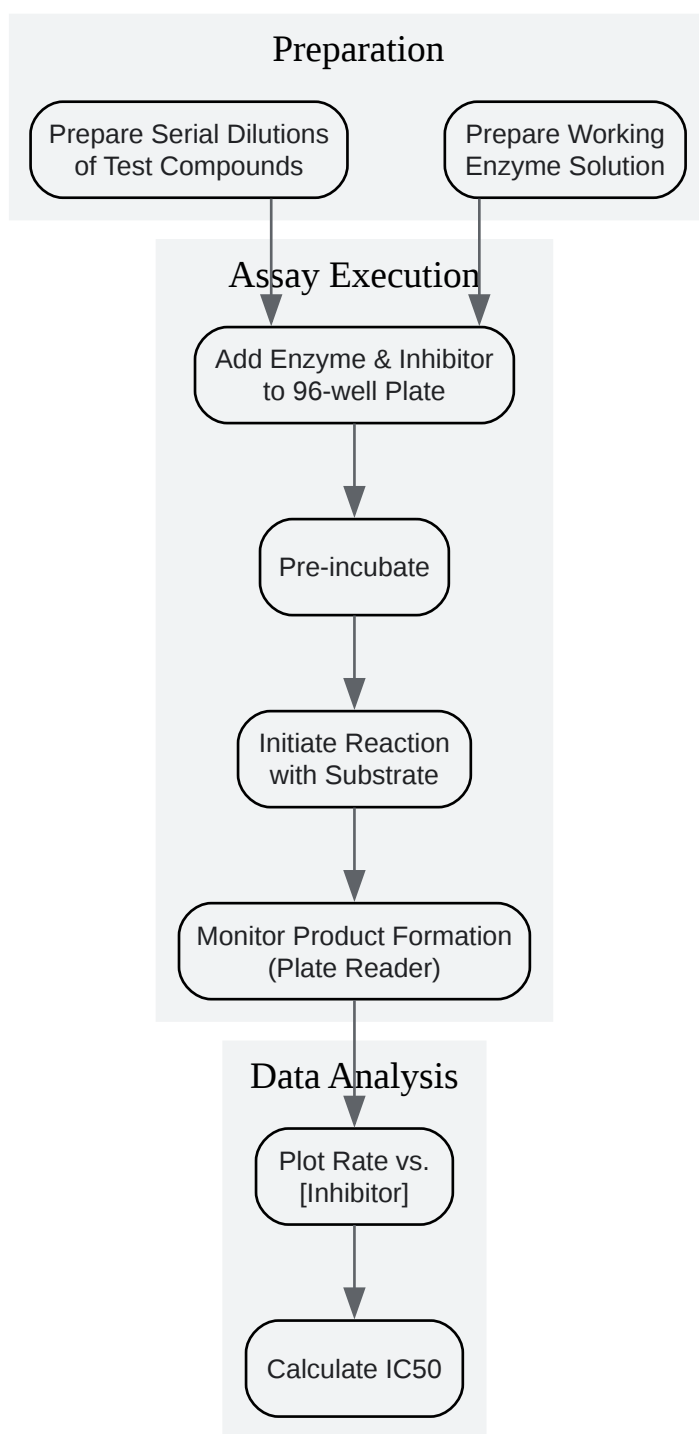 Preparation
Prepare Serial Dilutions
of Test Compounds
Prepare Working
Enzyme Solution
Assay Execution
Add Enzyme & Inhibitor
to 96-well Plate
Pre-incubate
Initiate Reaction
with Substrate
Monitor Product Formation
(Plate Reader)
Data Analysis
Plot Rate vs.
[Inhibitor]
Calculate IC50